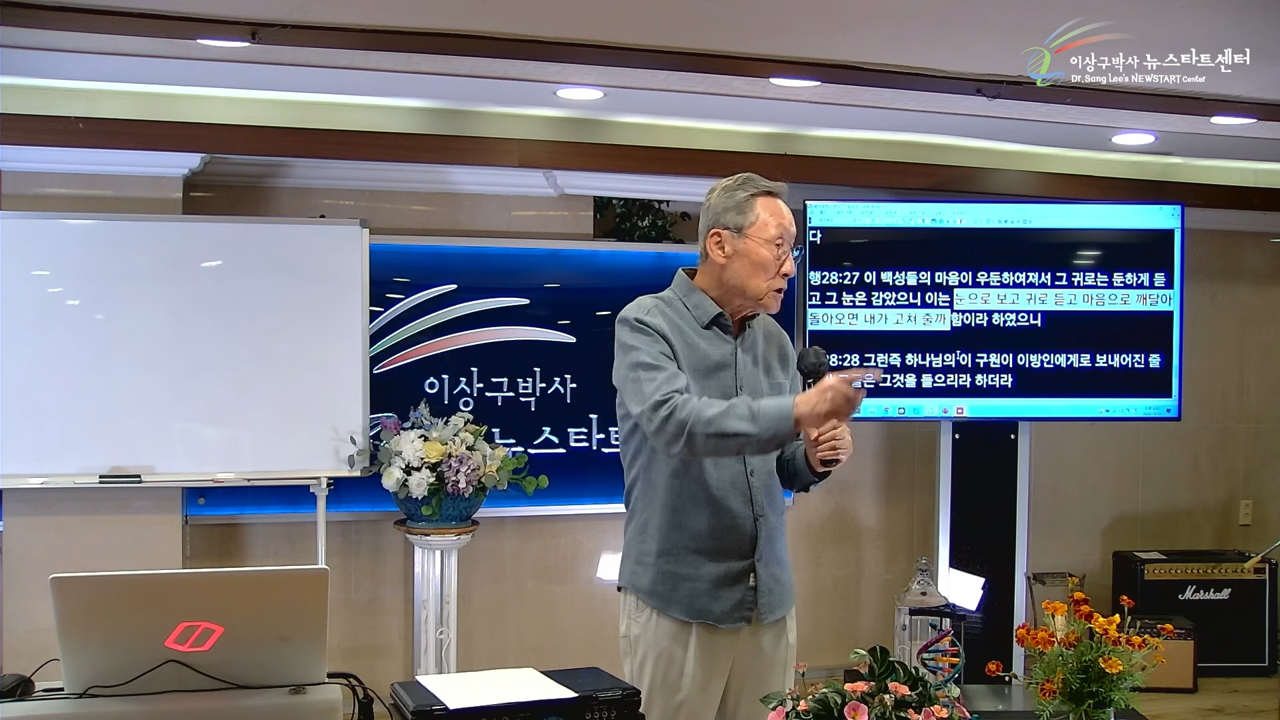 이상구박사 뉴스타트센터
Dr. Sang Lee's NEWSTART Center
다
행28:27 이 백성들의 마음이 우둔하여져서 그 귀로는 둔하게 듣
고 그 눈은 감았으니 이는 눈으로 보고 귀로 듣고 마음으로 깨달아
돌아오면 내가 고쳐 줄까 함이라 하였으니
28:28 그런즉 하나님의 이 구원이 이방인에게로 보내어진 줄
그것을 들으리라 하더라
이상구박사
뉴스타트
Marshall